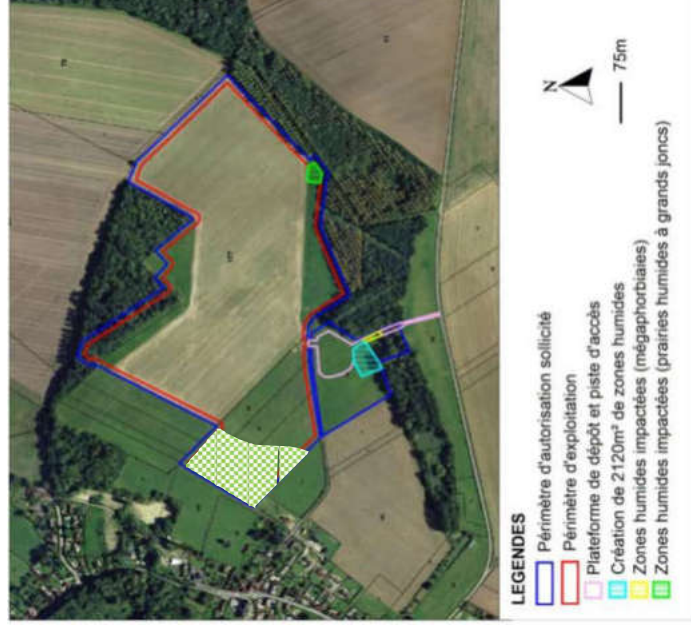 LEGENDES
Périmètre d'autorisation sollicité
Périmètre d'exploitation
Plateforme de dépôt et piste d'accès
Création de 2120m² de zones humides
Zones humides impactées (mégaphorbiaies)
Zones humides impactées (prairies humides à grands joncs)
N
75m